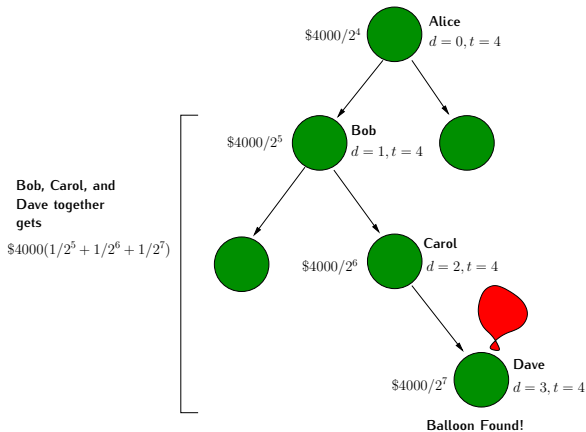 Alice
$4000/2^4
d = 0, t = 4
Bob
$4000/2^5
d = 1, t = 4
Bob, Carol, and
Dave together
gets
$4000(1/2^5 + 1/2^6 + 1/2^7)
Carol
$4000/2^6
d = 2, t = 4
Dave
$4000/2^7
d = 3, t = 4
Balloon Found!